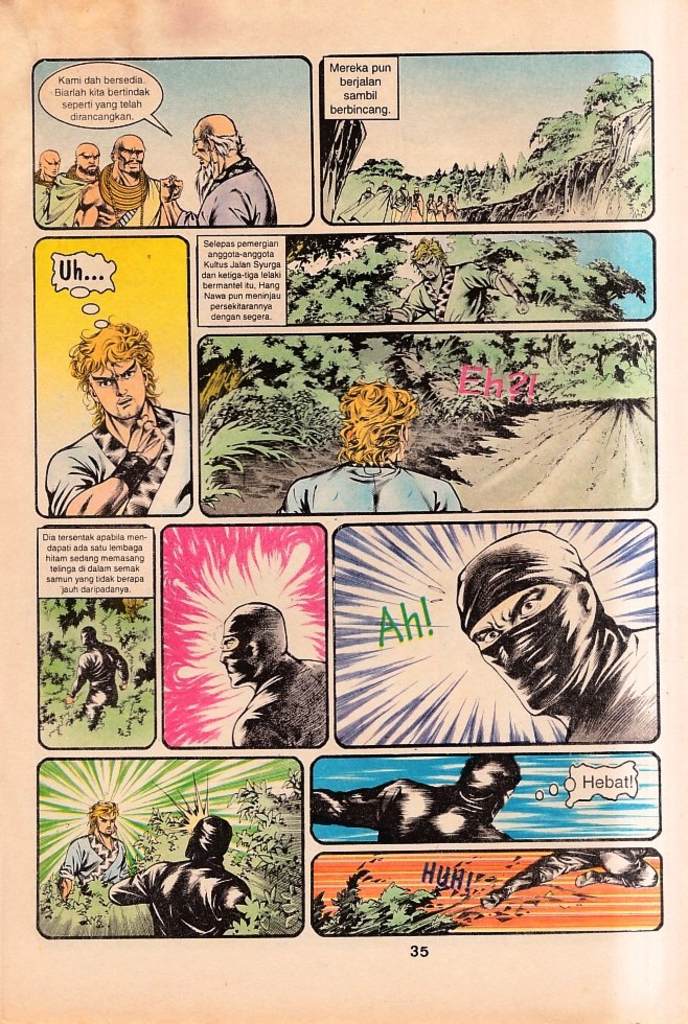 Kami dah bersedia.
Biarlah kita bertindak
seperti yang telah
dirancangkan.
Mereka pun
berjalan
sambil
berbincang.
Uh...
Selepas pemergian
anggota-anggota
Kultus Jalan Syurga
dan ketiga-tiga lelaki
bermantel itu, Hang
Nawa pun meninjau
persekitarannya
dengan segera.
Eh?!
Dia tersentak apabila men-
dapati ada satu lembaga
hitam sedang memasang
telinga di dalam semak
samun yang tidak berapa
jauh daripadanya.
Ah!
Hebat!
HUH!
35